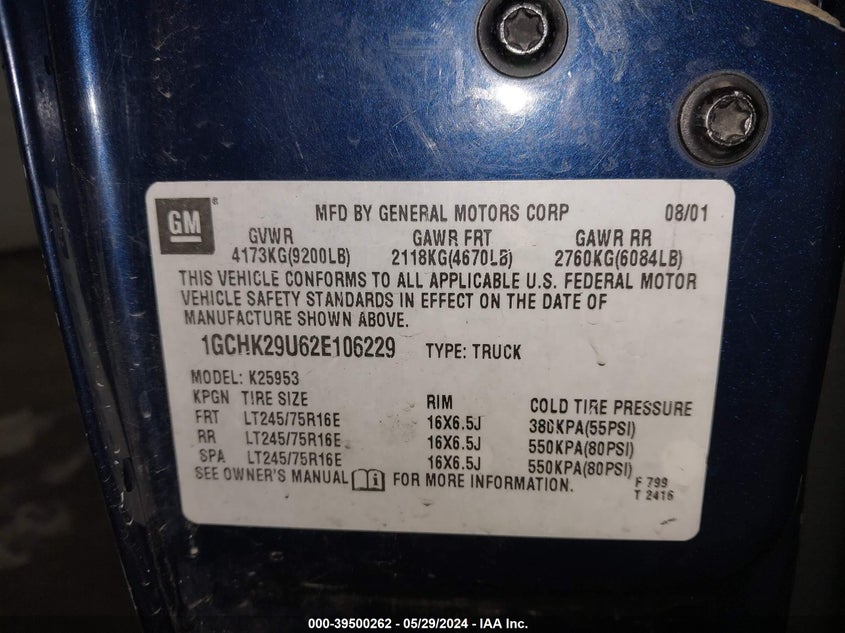 GM
MFD BY GENERAL MOTORS CORP 08/01
GVWR GAWR FRT GAWR RR
4173KG(9200LB) 2118KG(4670LB) 2760KG(6084LB)
THIS VEHICLE CONFORMS TO ALL APPLICABLE U.S. FEDERAL MOTOR
VEHICLE SAFETY STANDARDS IN EFFECT ON THE DATE OF
MANUFACTURE SHOWN ABOVE.
1GCHK29U62E106229 TYPE: TRUCK
MODEL: K25953
KPGN TIRE SIZE RIM COLD TIRE PRESSURE
FRT LT245/75R16E 16X6.5J 380KPA(55PSI)
RR LT245/75R16E 16X6.5J 550KPA(80PSI)
SPA LT245/75R16E 16X6.5J 550KPA(80PSI)
SEE OWNER'S MANUAL FOR MORE INFORMATION.
F 799
T 2416
000-39500262 - 05/29/2024 - IAA Inc.